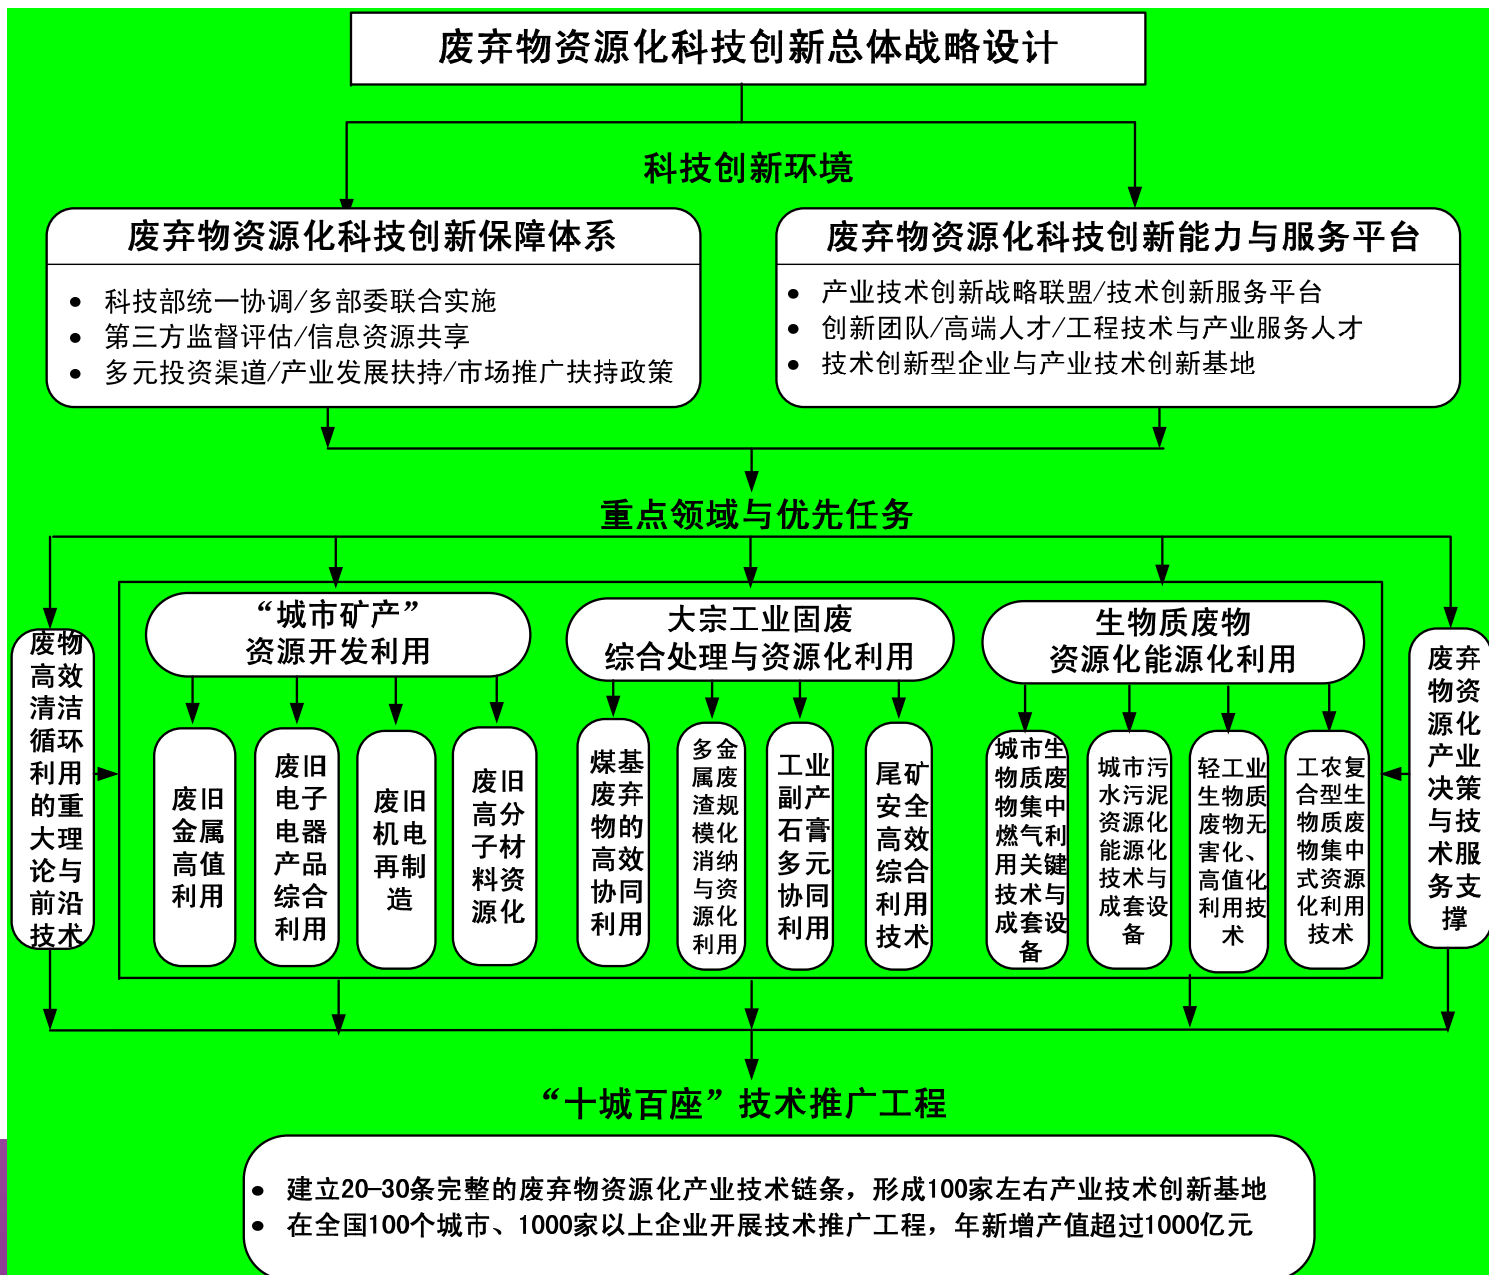 废弃物资源化科技创新总体战略设计
科技创新环境
废弃物资源化科技创新保障体系
• 科技部统一协调/多部委联合实施
• 第三方监督评估/信息资源共享
• 多元投资渠道/产业发展扶持/市场推广扶持政策
废弃物资源化科技创新能力与服务平台
• 产业技术创新战略联盟/技术创新服务平台
• 创新团队/高端人才/工程技术与产业服务人才
• 技术创新型企业与产业技术创新基地
重点领域与优先任务
废物
高效
清洁
循环
利用
的重
大理
论与
前沿
技术
“城市矿产”
资源开发利用
废旧
金属
高值
利用
废旧
电子
电器
产品
综合
利用
废旧
机电
再制
造
废旧
高分
子材
料资
源化
大宗工业固废
综合处理与资源化利用
煤基
废弃
物的
高效
协同
利用
多金
属废
渣规
模化
消纳
与资
源化
利用
工业
副产
石膏
多元
协同
利用
尾矿
安全
高效
综合
利用
技术
生物质废物
资源化能源化利用
城市生
物质废
物集中
燃气利
用关键
技术与
成套设
备
城市污
水污泥
资源化
能源化
技术与
成套设
备
轻工业
生物质
废物无
害化、
高值化
利用技
术
工农复
合型生
物质废
物集中
式资源
化利用
技术
废弃
物资
源化
产业
决策
与技
术服
务支
撑
“十城百座”技术推广工程
• 建立20-30条完整的废弃物资源化产业技术链条，形成100家左右产业技术创新基地
• 在全国100个城市、1000家以上企业开展技术推广工程，年新增产值超过1000亿元